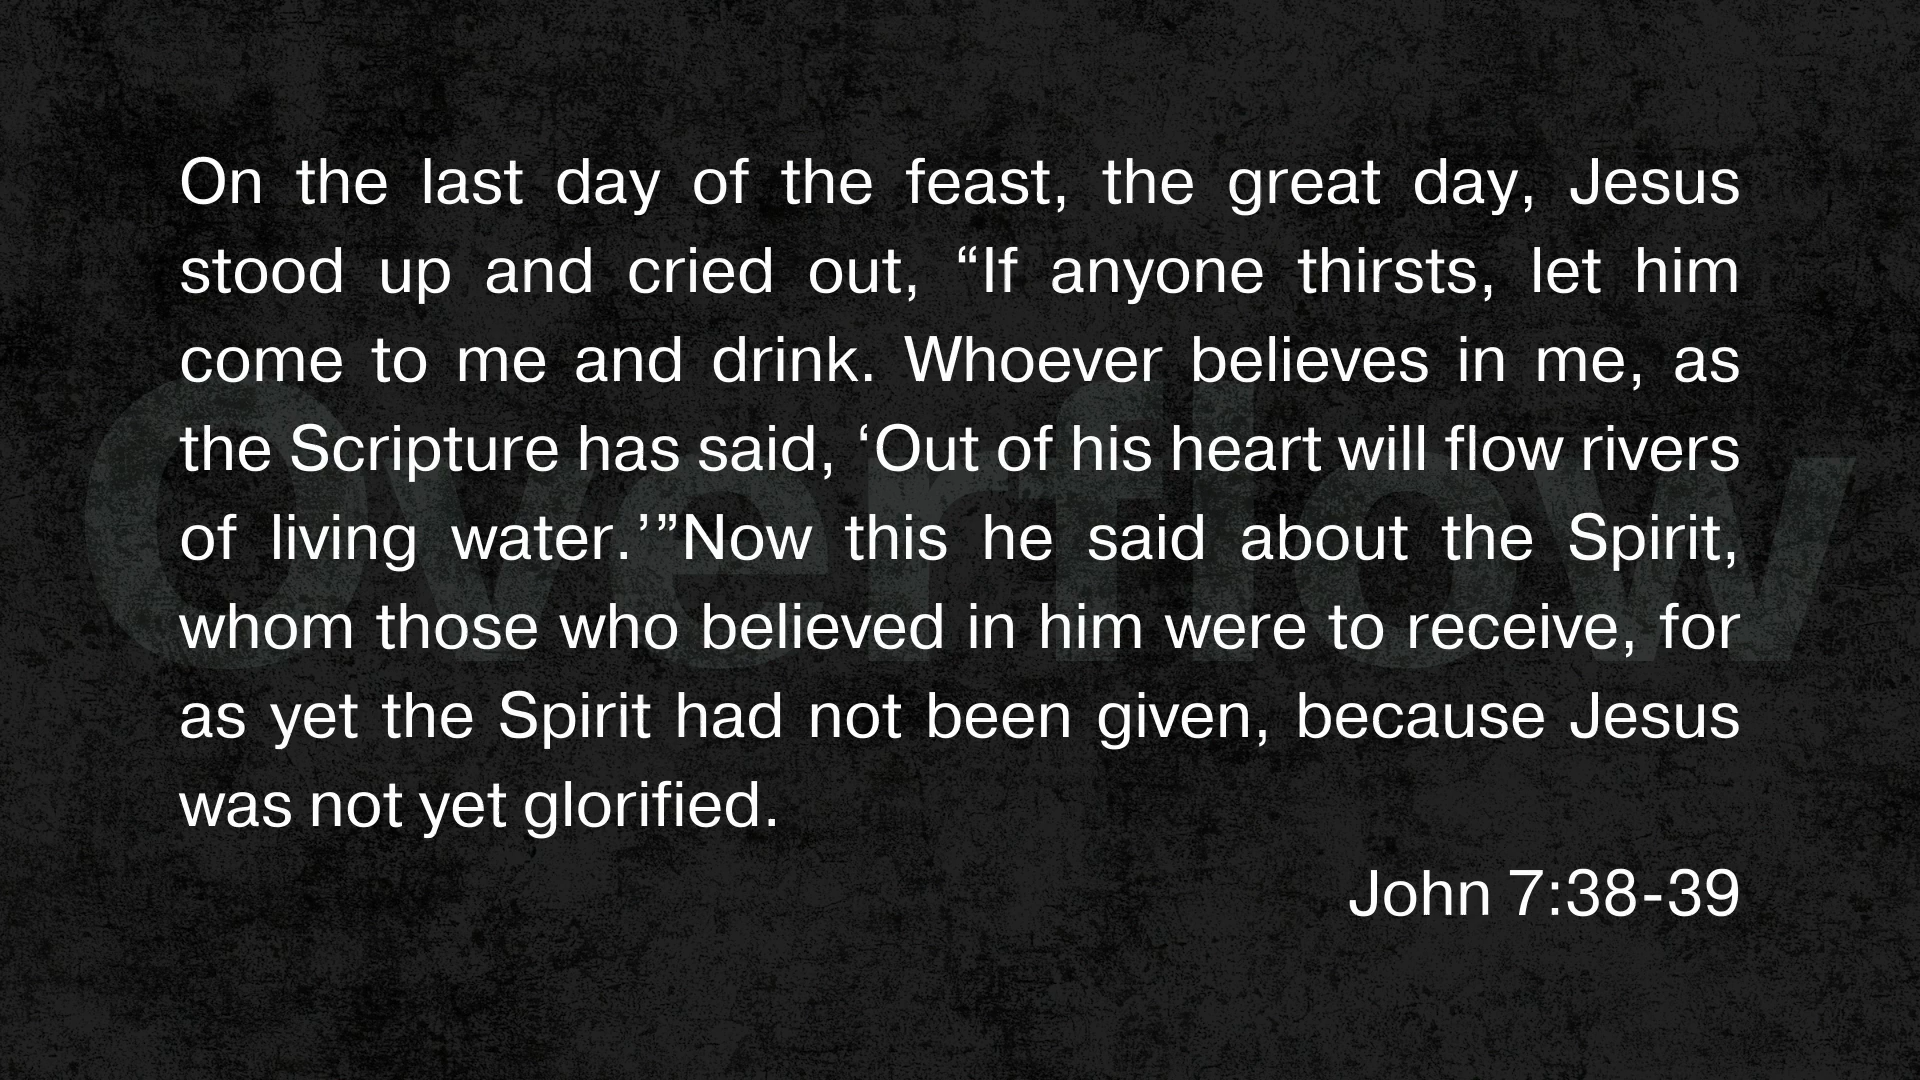 On the last day of the feast, the great day, Jesus
stood up and cried out, “If anyone thirsts, let him
come to me and drink. Whoever believes in me, as
the Scripture has said, ‘Out of his heart will flow rivers
of living water.’”Now this he said about the Spirit,
whom those who believed in him were to receive, for
as yet the Spirit had not been given, because Jesus
was not yet glorified.
John 7:38-39
Overflow